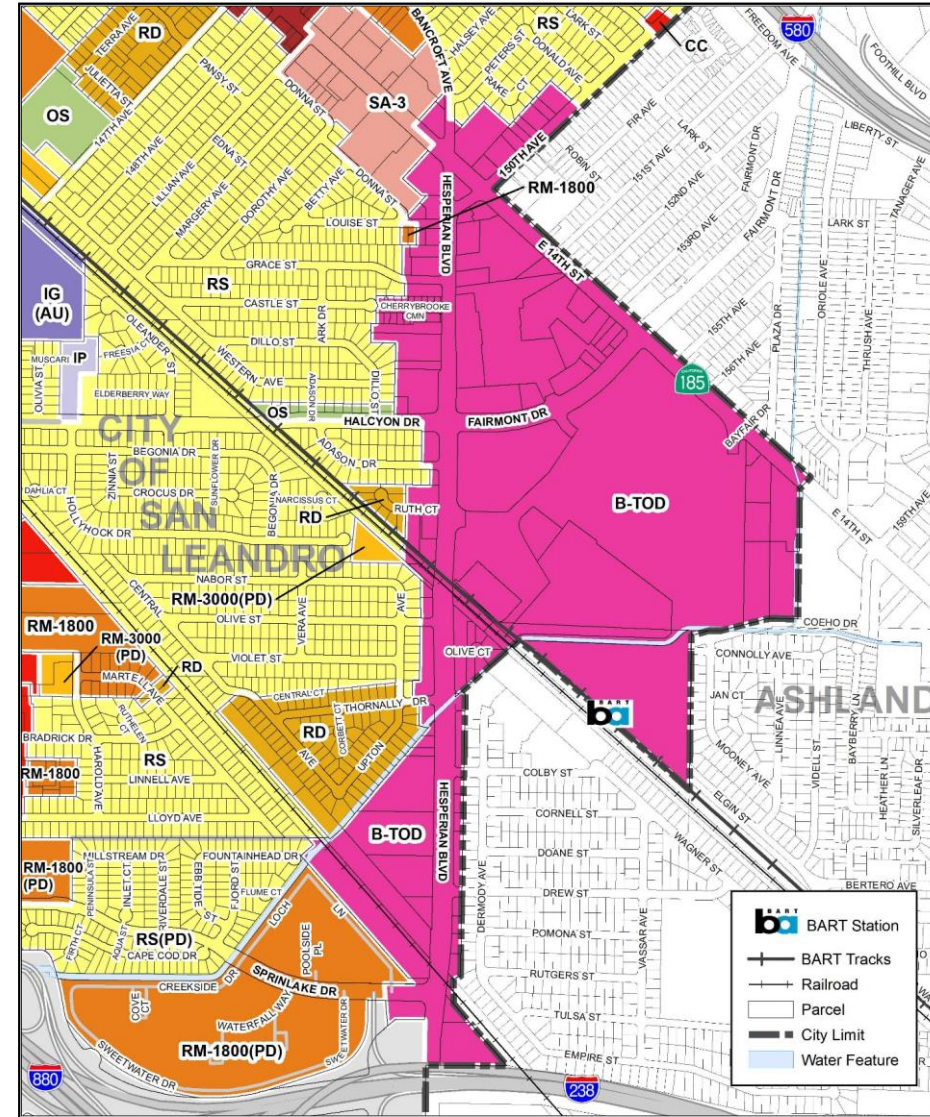 RD
TERRA AVE
JULIETTA ST
OS
147TH AVE
148TH AVE
LILLIAN AVE
MARGERY AVE
PANSY ST
EDNA ST
DOROTHY AVE
BETTY AVE
DONNA ST
DONNA ST
LOUISE ST
SA-3
BANCROFT AVE
RS
HALSEY AVE
PETERS ST
RAKE CT
DONALD AVE
LARK ST
CC
580
FREEDOM AVE
FOOTHILL BLVD
LIBERTY ST
TANAGER AVE
150TH AVE
ROBIN ST
FIR AVE
151ST AVE
LARK ST
152ND AVE
153RD AVE
FAIRMONT DR
FAIRMONT DR
LARK ST
ORIOLE AVE
THRUSH AVE
PLAZA DR
155TH AVE
156TH AVE
RM-1800
HESPERIAN BLVD
E 14TH ST
CALIFORNIA
185
BAYFAIR DR
E 14TH ST
159TH AVE
GRACE ST
RS
CASTLE ST
CHERRYBROOKE
CMN
ARK DR
DILLO ST
DILLO ST
ADASON DR
WESTERN AVE
OLEANDER ST
IG
(AU)
IP
MUSCARI
OLIVIA ST
FREESIA C
ELDERBERRY WAY
OS
HALCYON DR
FAIRMONT DR
ADASON DR
CITY
OF
SAN
LEANDRO
ZINNIA ST
BEGONIA DR
SUNFLOWER DR
CROCUS DR
DAHLIA CT
HOLLYHOCK DR
BEGONIA DR
NARCISSUS CT
RD
RUTH CT
B-TOD
NABOR ST
RM-3000(PD)
OLIVE ST
VERA AVE
AVE
VIOLET ST
CENTRAL
OLIVE CT
COEHO DR
CONNOLLY AVE
ASHLAND
JAN CT
LINNEA AVE
VIDELL ST
BAYBERRY LN
HEATHER LN
SILVERLEAF DR
MOONEY AVE
ELGIN ST
BERTERO AVE
BART
ba
RM-1800
RM-3000
(PD)
RD
MARTELL AVE
RUTHELEN
CT
BRADRICK DR
HAROLD AVE
RM-1800
RS
LINNELL AVE
LLOYD AVE
CENTRAL CT
THORNALLY DR
CORBETT CT
RD
UPTON
AVE
B-TOD
HESPERIAN BLVD
DERMODY AVE
COLBY ST
CORNELL ST
DOANE ST
DREW ST
POMONA ST
RUTGERS ST
TULSA ST
EMPIRE ST
VASSAR AVE
WAGNER ST
RM-1800
(PD)
MILLSTREAM DR
FOUNTAINHEAD DR
PENINSULA ST
INLET CT
RIVERDALE ST
EBB TIDE
ST
FJORD ST
FLUME CT
FIRTH CT
AQUA ST
RS(PD)
CAPE COD DR
LOCH
LN
POOLSIDE
PL
CREEKSIDE
DR
SPRINLAKE DR
COVE
CT
WATERFALL WAY
SWEETWATER DR
SWEETWATER DR
RM-1800(PD)
880
238
BART
ba BART Station
BART Tracks
Railroad
Parcel
City Limit
Water Feature